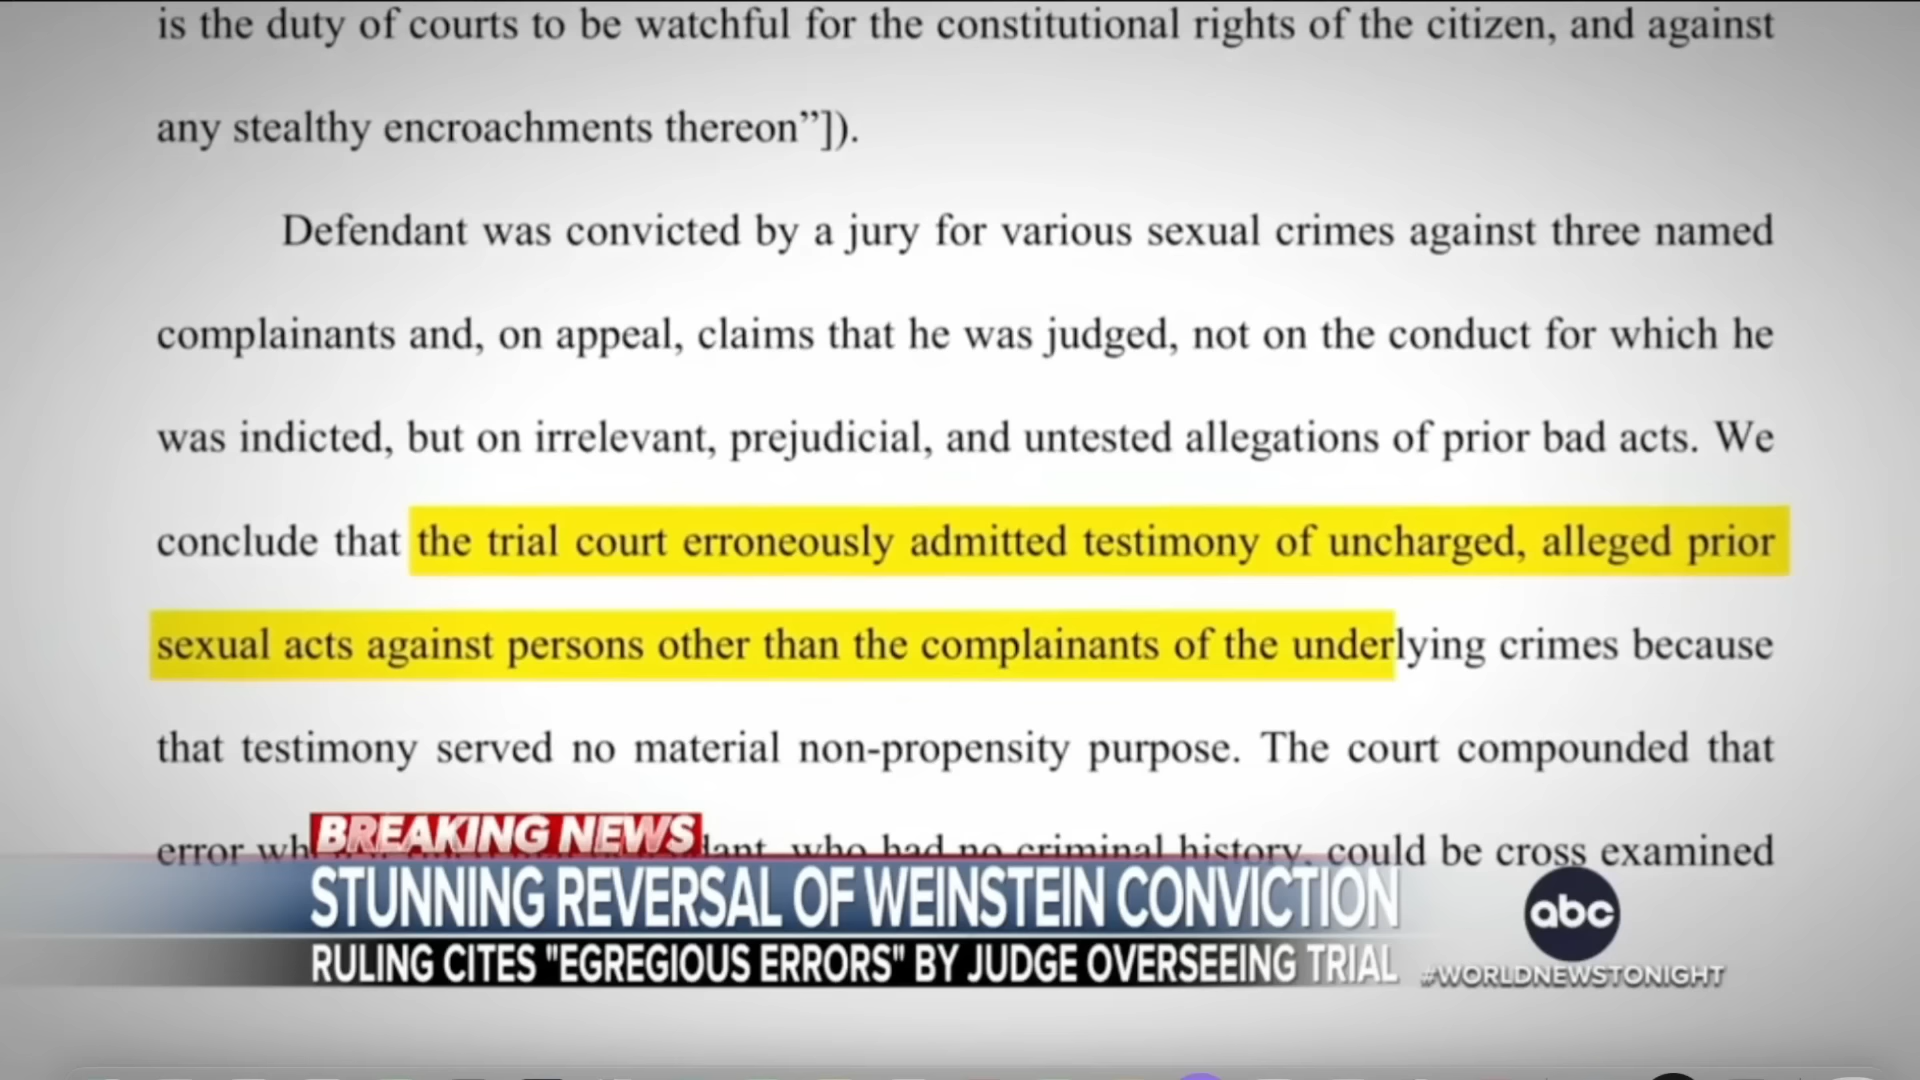 is the duty of courts to be watchful for the constitutional rights of the citizen, and against
any stealthy encroachments thereon”]).
Defendant was convicted by a jury for various sexual crimes against three named
complainants and, on appeal, claims that he was judged, not on the conduct for which he
was indicted, but on irrelevant, prejudicial, and untested allegations of prior bad acts. We
conclude that the trial court erroneously admitted testimony of uncharged, alleged prior
sexual acts against persons other than the complainants of the underlying crimes because
that testimony served no material non-propensity purpose. The court compounded that
error who had no criminal history, could be cross examined
BREAKING NEWS
STUNNING REVERSAL OF WEINSTEIN CONVICTION
RULING CITES "EGREGIOUS ERRORS" BY JUDGE OVERSEEING TRIAL
abc
#WORLDNEWSTONIGHT